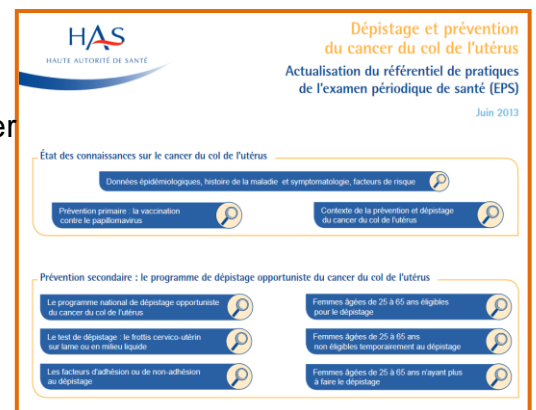 HAS
HAUTE AUTORITÉ DE SANTÉ
Dépistage et prévention
du cancer du col de l'utérus
Actualisation du référentiel de pratiques
de l'examen périodique de santé (EPS)
Juin 2013
er
État des connaissances sur le cancer du col de l'utérus
Données épidémiologiques, histoire de la maladie et symptomatologie, facteurs de risque
Prévention primaire : la vaccination
contre le papillomavirus
Contexte de la prévention et dépistage
du cancer du col de l'utérus
Prévention secondaire : le programme de dépistage opportuniste du cancer du col de l'utérus
Le programme national de dépistage opportuniste
du cancer du col de l'utérus
Femmes âgées de 25 à 65 ans éligibles
pour le dépistage
Le test de dépistage : le frottis cervico-utérin
sur lame ou en milieu liquide
Femmes âgées de 25 à 65 ans
non éligibles temporairement au dépistage
Les facteurs d'adhésion ou de non-adhésion
au dépistage
Femmes âgées de 25 à 65 ans n'ayant plus
à faire le dépistage